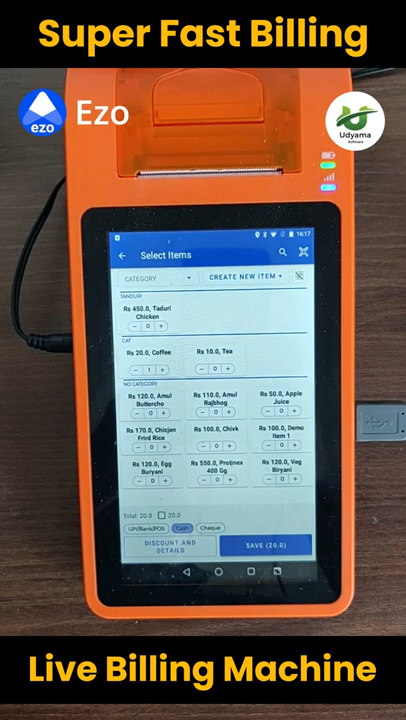 Super Fast Billing
ezo
Ezo
Udyama
Software
16:17
Select Items
CATEGORY
CREATE NEW ITEM +
TANDURI
Rs 450.0, Taduri
Chicken
- 0 +
CAT
Rs 20.0, Coffee
Rs 10.0, Tea
- 1 +
- 0 +
NO CATEGORY
Rs 120.0, Amul
Buttercho
Rs 110.0, Amul
Rajbhog
Rs 50.0, Apple
Juice
- 0 +
- 0 +
- 0 +
Rs 170.0, Chicjen
Frird Rice
Rs 100.0, Chivk
Rs 100.0, Demo
Item 1
- 0 +
- 0 +
- 0 +
Rs 120.0, Egg
Buryani
Rs 550.0, Protinex
400 Gg
Rs 120.0, Veg
Biryani
- 0 +
- 0 +
- 0 +
Total: 20.0
20.0
UPI/Bank/POS
Cash
Cheque
DISCOUNT AND
DETAILS
SAVE (20.0)
Live Billing Machine